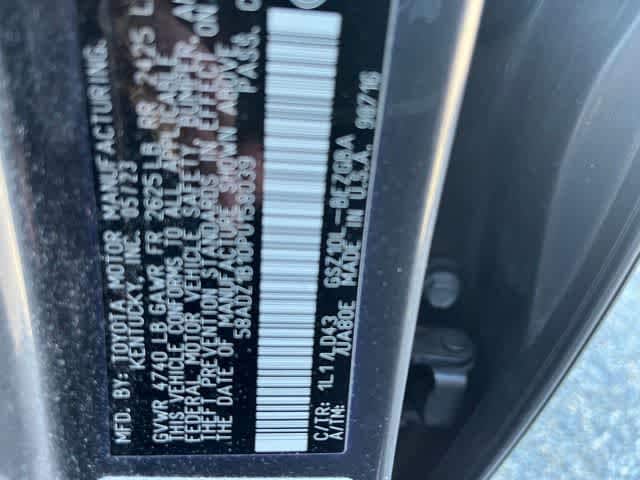 MFD. BY: TOYOTA MOTOR MANUFACTURING.
KENTUCKY, INC. 05/23
GVWR 4740 LB GAWR FR 2625 LB RR 2425 L
THIS VEHICLE CONFORMS TO ALL APPLICABLE
FEDERAL MOTOR VEHICLE SAFETY, BUMPER,
THEFT PREVENTION STANDARDS IN EFFECT ON
THE DATE OF MANUFACTURE SHOWN ABOVE.
58ADZ1B10PU158039 PASS. C
C/TR: 1L1/LD43 GSZ10L-BEZGBA
A/TM: UA80E MADE IN U.S.A.